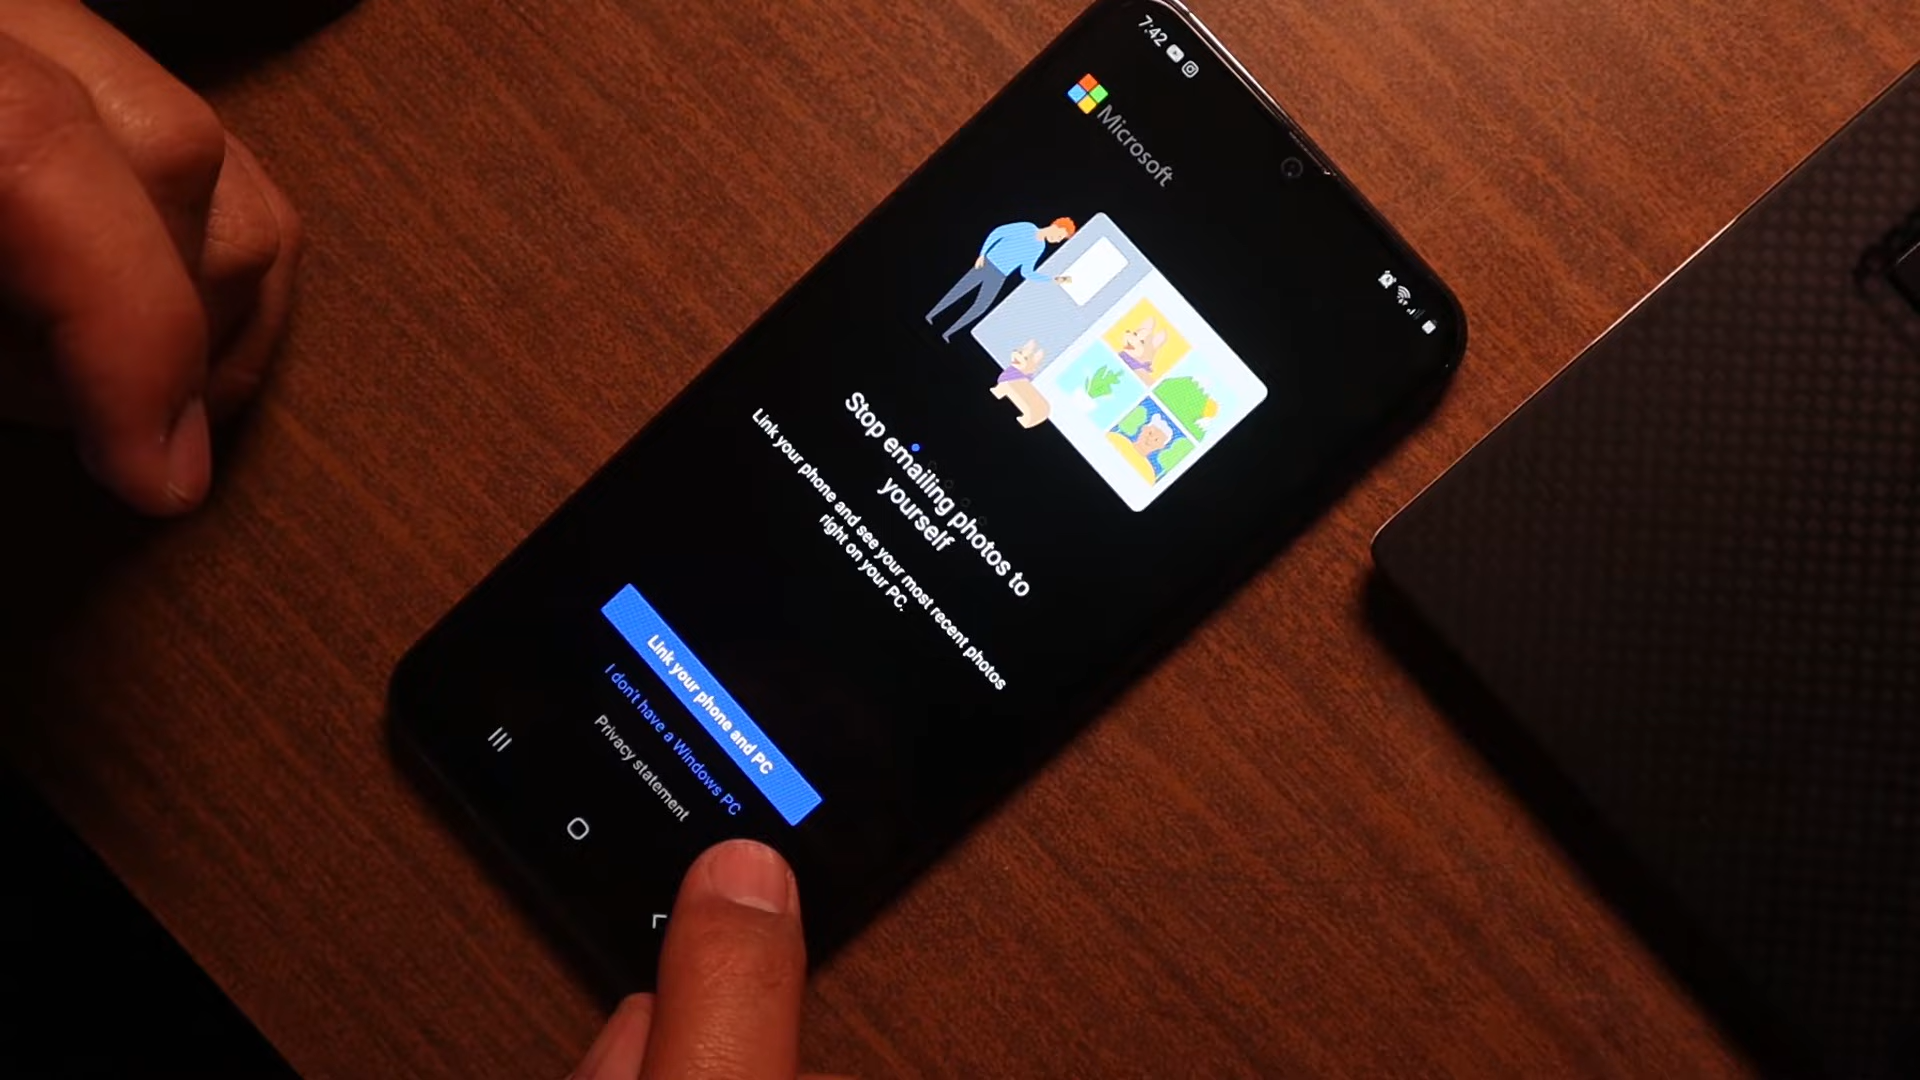 7:42
Microsoft
Stop emailing photos to
yourself
Link your phone and see your most recent photos
right on your PC.
Link your phone and PC
I don't have a Windows PC
Privacy statement